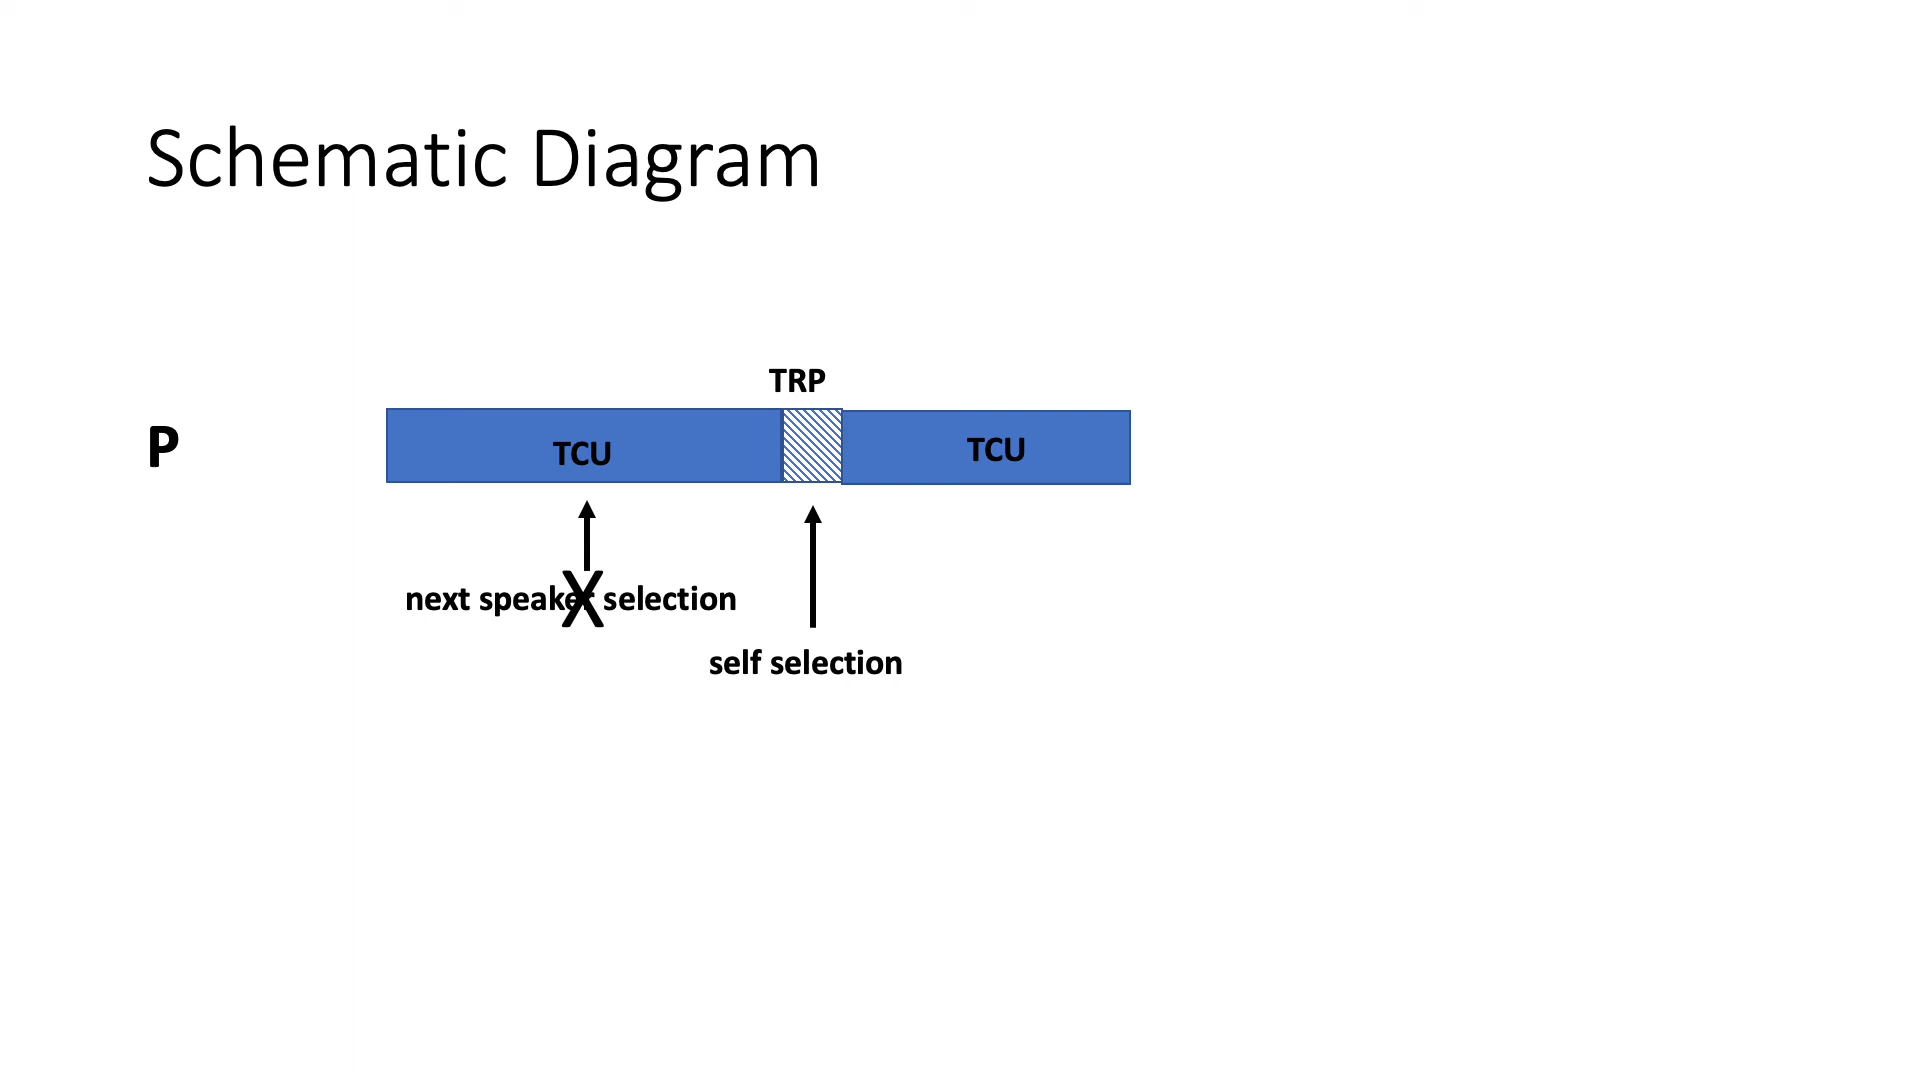 Schematic Diagram
TRP
P
TCU
TCU
next speaker selection
X
self selection